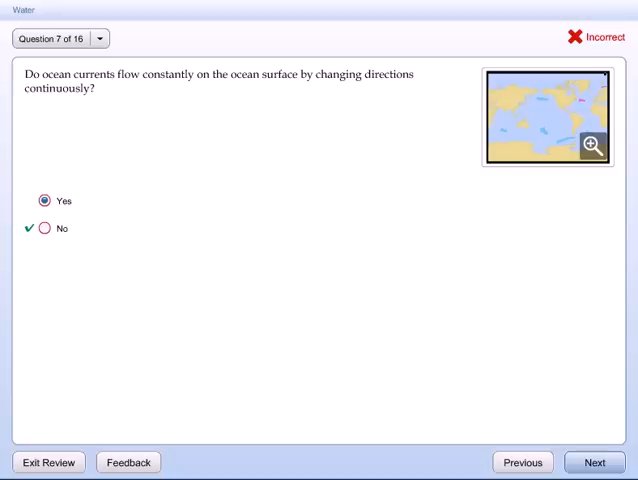 Water
Question 7 of 16
Incorrect
Do ocean currents flow constantly on the ocean surface by changing directions
continuously?
Yes
No
Exit Review
Feedback
Previous
Next